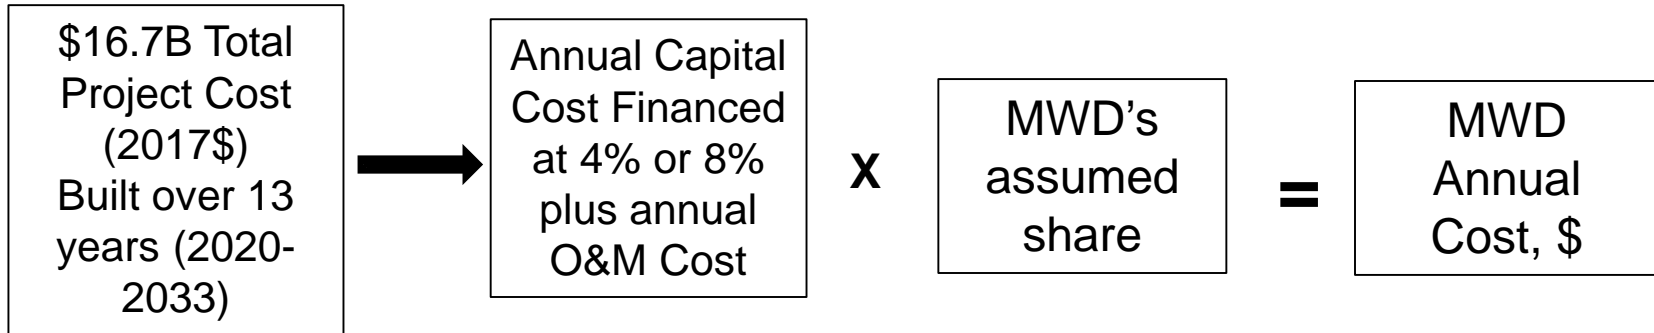 $16.7B Total
Project Cost
(2017$)
Built over 13
years (2020-
2033)
Annual Capital
Cost Financed
at 4% or 8%
plus annual
O&M Cost
x
MWD's
assumed
share
=
MWD
Annual
Cost, $